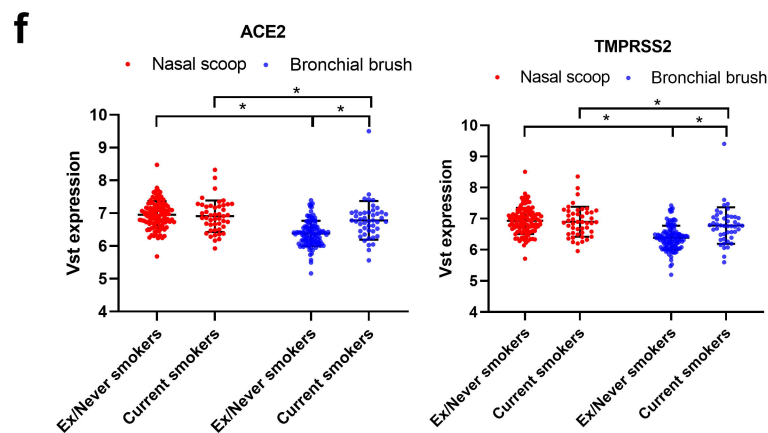 f
ACE2
Nasal scoop Bronchial brush
*
* *
Vst expression
10
9
8
7
6
5
4
Ex/Never smokers
Current smokers
Ex/Never smokers
Current smokers
TMPRSS2
Nasal scoop Bronchial brush
*
* *
Vst expression
10
9
8
7
6
5
4
Ex/Never smokers
Current smokers
Ex/Never smokers
Current smokers